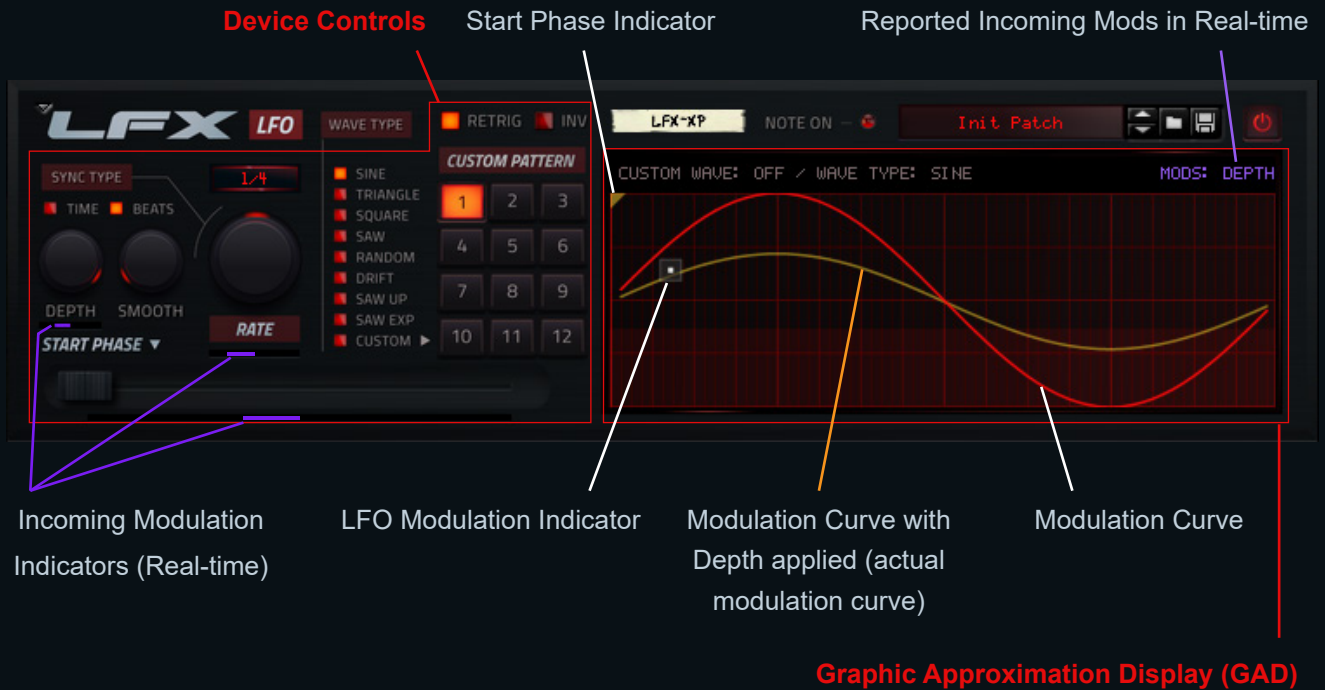 Device Controls
Start Phase Indicator
Reported Incoming Mods in Real-time
LFX LFO
WAVE TYPE
RETRIG
INV
LFX-XP
NOTE ON
Init Patch
SYNC TYPE
1/4
TIME
BEATS
DEPTH
SMOOTH
RATE
START PHASE ▼
SINE
TRIANGLE
SQUARE
SAW
RANDOM
DRIFT
SAW UP
SAW EXP
CUSTOM ▶
CUSTOM PATTERN
1 2 3
4 5 6
7 8 9
10 11 12
CUSTOM WAVE: OFF / WAVE TYPE: SINE
MODS: DEPTH
Incoming Modulation
Indicators (Real-time)
LFO Modulation Indicator
Modulation Curve with
Depth applied (actual
modulation curve)
Modulation Curve
Graphic Approximation Display (GAD)